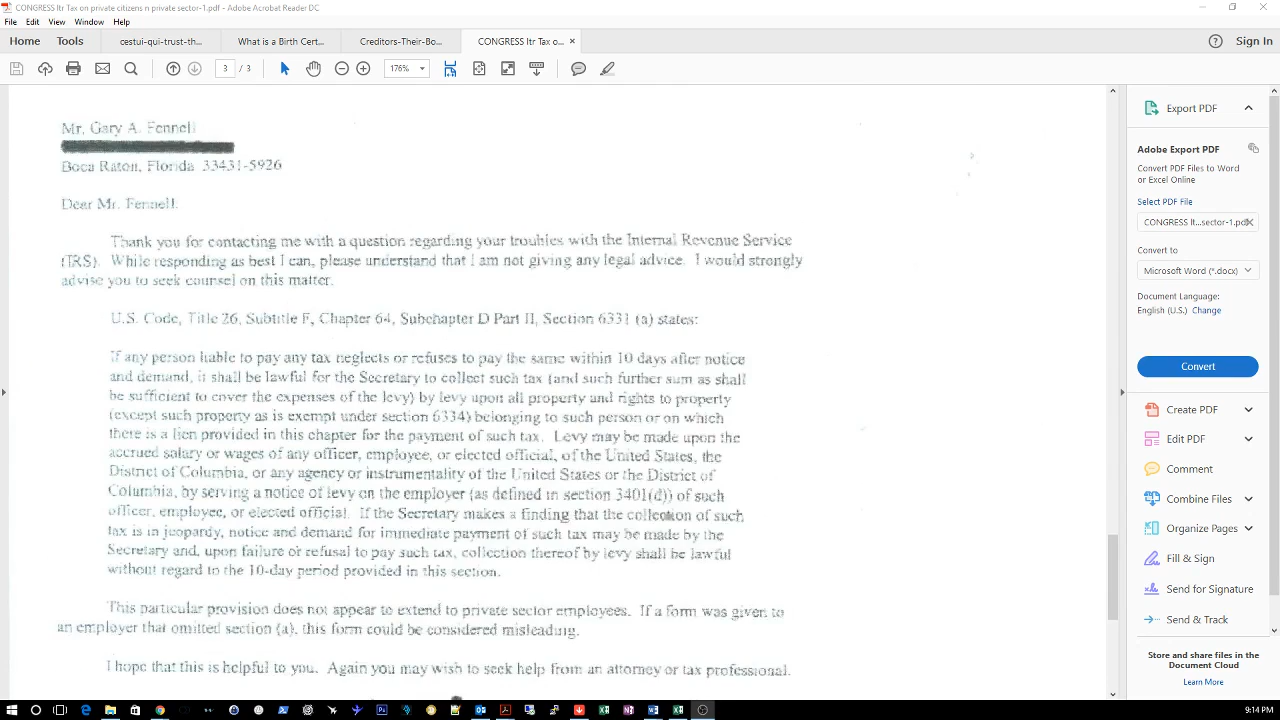 CONGRESS ltr Tax on private citizens n private sector-1.pdf - Adobe Acrobat Reader DC
File Edit View Window Help
Home Tools cestui-qui-trust-th... What is a Birth Cert... Creditors-Their-Bo... CONGRESS ltr Tax o... × Sign In
3 / 3 176%
Mr. Gary A. Fennell
Boca Raton, Florida 33431-5926
Dear Mr. Fennell:
Thank you for contacting me with a question regarding your troubles with the Internal Revenue Service
(IRS). While responding as best I can, please understand that I am not giving any legal advice. I would strongly
advise you to seek counsel on this matter.
U.S. Code, Title 26, Subtitle F, Chapter 64, Subchapter D Part II, Section 6331 (a) states:
If any person liable to pay any tax neglects or refuses to pay the same within 10 days after notice
and demand, it shall be lawful for the Secretary to collect such tax (and such further sum as shall
be sufficient to cover the expenses of the levy) by levy upon all property and rights to property
(except such property as is exempt under section 6334) belonging to such person or on which
there is a lien provided in this chapter for the payment of such tax. Levy may be made upon the
accrued salary or wages of any officer, employee, or elected official, of the United States, the
District of Columbia, or any agency or instrumentality of the United States or the District of
Columbia, by serving a notice of levy on the employer (as defined in section 3401(d)) of such
officer, employee, or elected official. If the Secretary makes a finding that the collection of such
tax is in jeopardy, notice and demand for immediate payment of such tax may be made by the
Secretary and, upon failure or refusal to pay such tax, collection thereof by levy shall be lawful
without regard to the 10-day period provided in this section.
This particular provision does not appear to extend to private sector employees. If a form was given to
an employer that omitted section (a), this form could be considered misleading.
I hope that this is helpful to you. Again you may wish to seek help from an attorney or tax professional.
Export PDF
Adobe Export PDF
Convert PDF Files to Word
or Excel Online
Select PDF File
CONGRESS lt...sector-1.pdf
Convert to
Microsoft Word (*.docx)
Document Language:
English (U.S.) Change
Convert
Create PDF
Edit PDF
Comment
Combine Files
Organize Pages
Fill & Sign
Send for Signature
Send & Track
Store and share files in the
Document Cloud
Learn More
9:14 PM